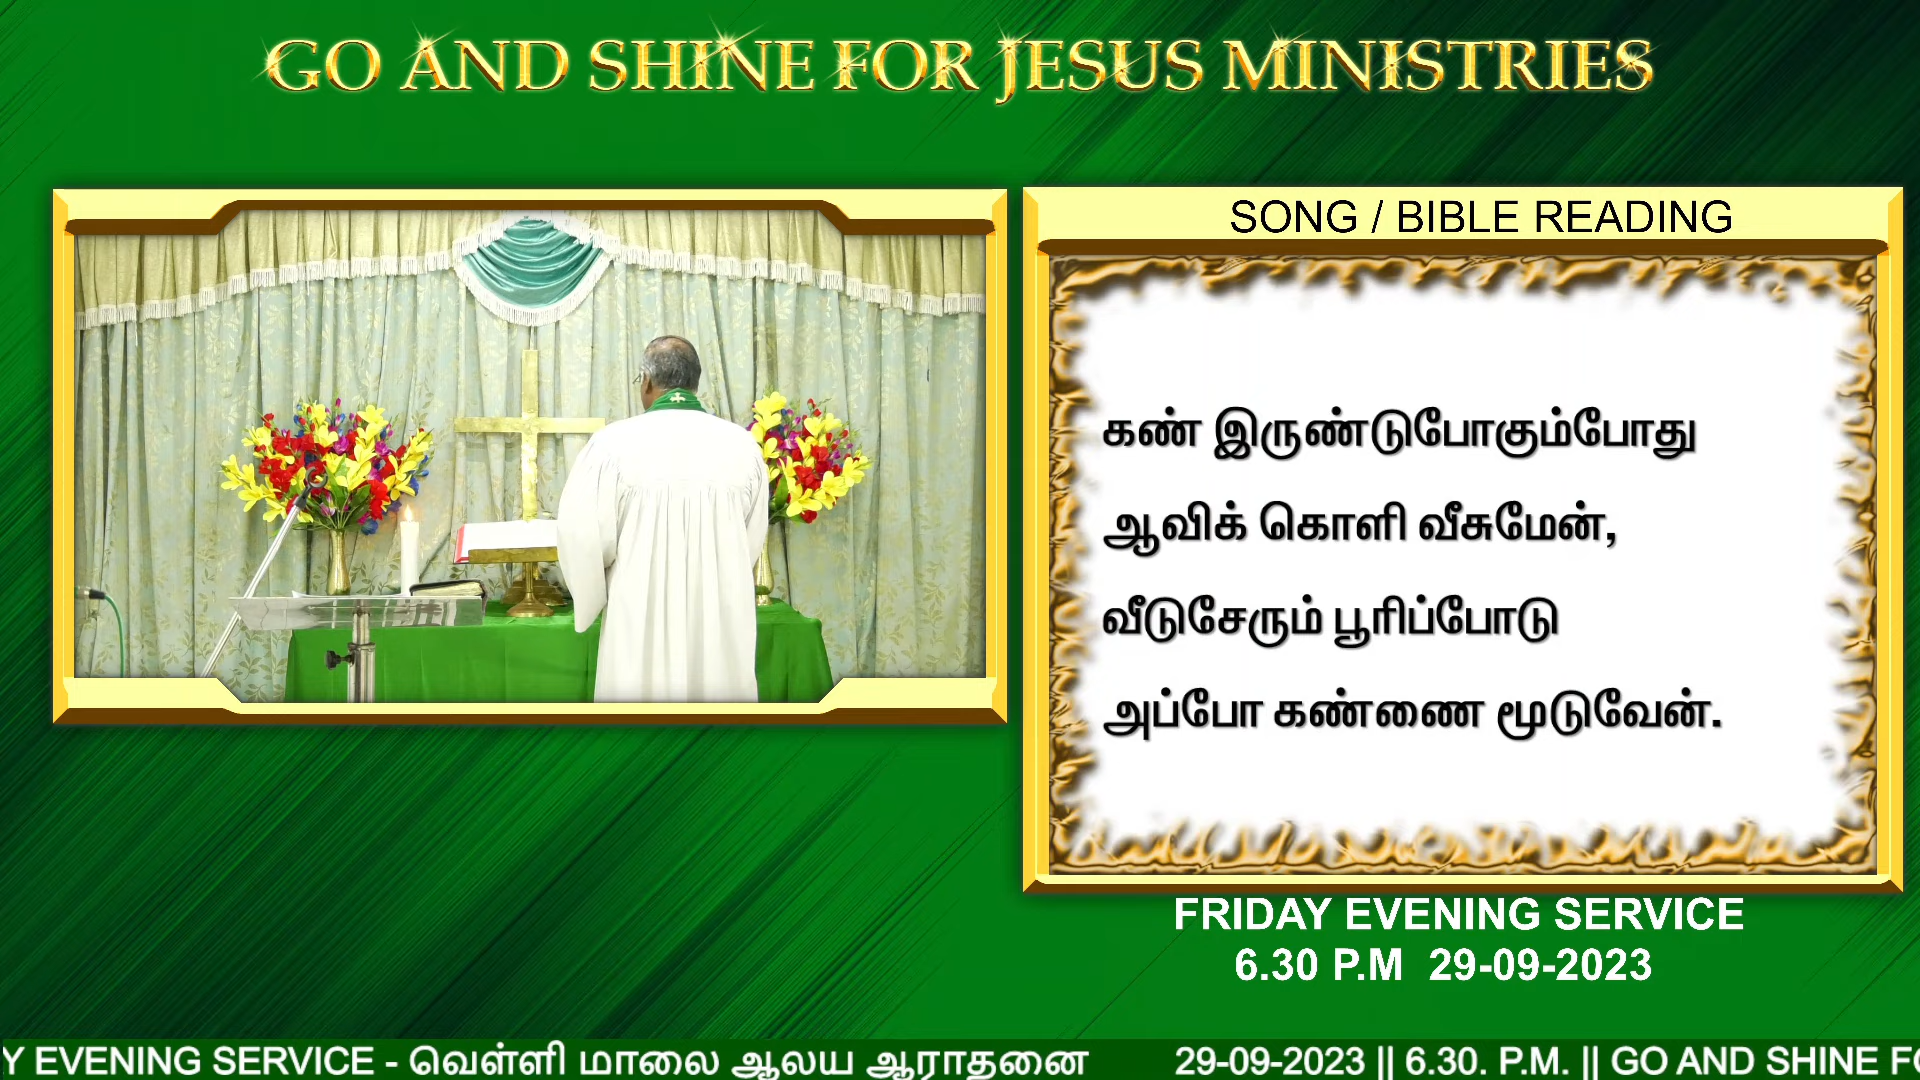 GO AND SHINE FOR JESUS MINISTRIES
SONG / BIBLE READING
கண் இருண்டுபோகும்போது
ஆவிக் கொளி வீசுமேன்,
வீடுசேரும் பூரிப்போடு
அப்போ கண்ணை மூடுவேன்.
FRIDAY EVENING SERVICE
6.30 P.M 29-09-2023
Y EVENING SERVICE - வெள்ளி மாலை ஆலய ஆராதனை 29-09-2023 || 6.30. P.M. || GO AND SHINE FO